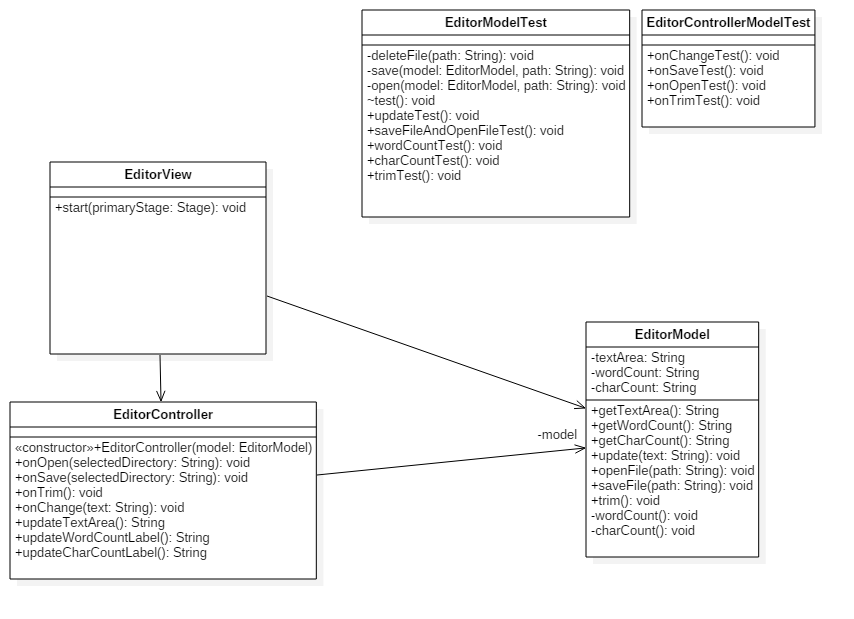 EditorModelTest
-deleteFile(path: String): void
-save(model: EditorModel, path: String): void
-open(model: EditorModel, path: String): void
~test(): void
+updateTest(): void
+saveFileAndOpenFileTest(): void
+wordCountTest(): void
+charCountTest(): void
+trimTest(): void
EditorControllerModelTest
+onChangeTest(): void
+onSaveTest(): void
+onOpenTest(): void
+onTrimTest(): void
EditorView
+start(primaryStage: Stage): void
EditorModel
-textArea: String
-wordCount: String
-charCount: String
+getTextArea(): String
+getWordCount(): String
+getCharCount(): String
+update(text: String): void
+openFile(path: String): void
+saveFile(path: String): void
+trim(): void
-wordCount(): void
-charCount(): void
EditorController
«constructor»+EditorController(model: EditorModel)
+onOpen(selectedDirectory: String): void
+onSave(selectedDirectory: String): void
+onTrim(): void
+onChange(text: String): void
+updateTextArea(): String
+updateWordCountLabel(): String
+updateCharCountLabel(): String
-model